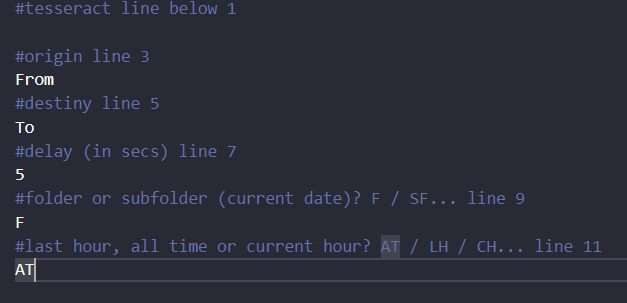 #tesseract line below 1
#origin line 3
From
#destiny line 5
To
#delay (in secs) line 7
5
#folder or subfolder (current date)? F / SF... line 9
F
#last hour, all time or current hour? AT / LH / CH... line 11
AT